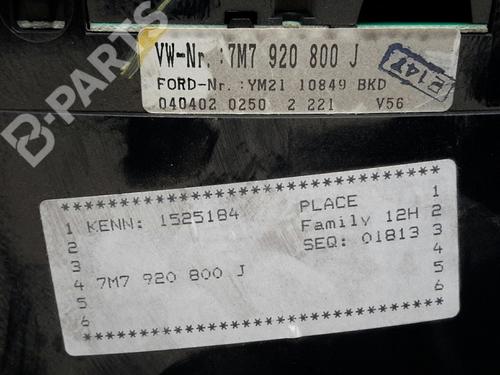 VW-Nr.:7M7 920 800 J
FORD-Nr.:YM21 10849 BKD
040402 0250 2 221 V56
E147
B-PARTS
************************
1 KENN: 1525184 PLACE 1
2 Family 12H 2
3 SEQ: 01813 3
4 7M7 920 800 J 4
5 5
6 6
************************